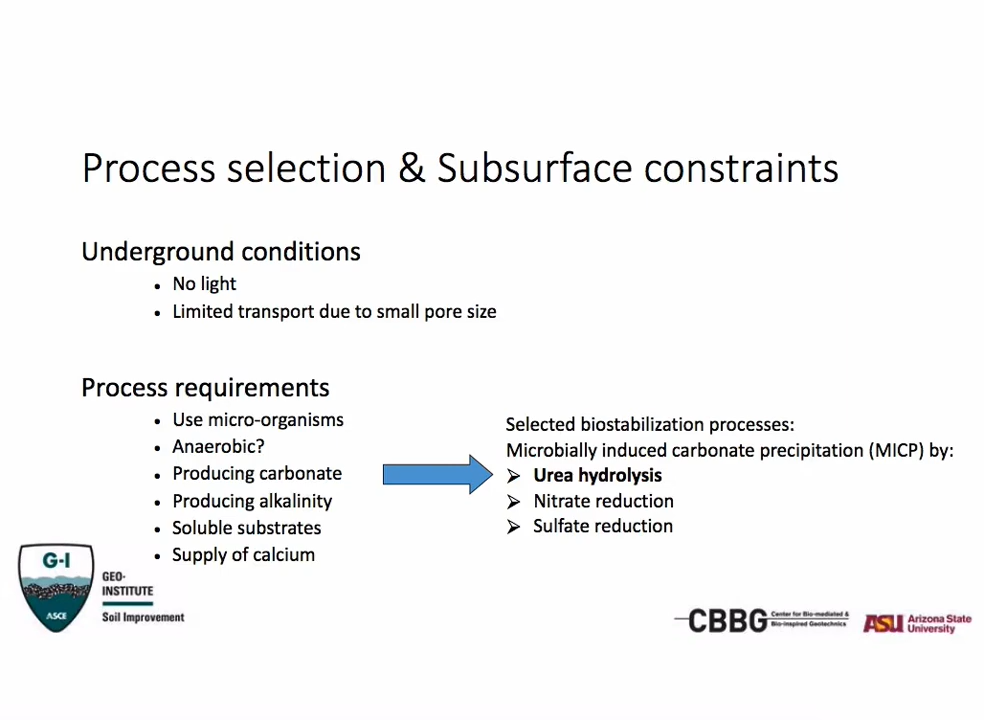 Process selection & Subsurface constraints
Underground conditions
• No light
• Limited transport due to small pore size
Process requirements
• Use micro-organisms
• Anaerobic?
• Producing carbonate
• Producing alkalinity
• Soluble substrates
• Supply of calcium
Selected biostabilization processes:
Microbially induced carbonate precipitation (MICP) by:
➢ Urea hydrolysis
➢ Nitrate reduction
➢ Sulfate reduction
G-I
ASCE
GEO-
INSTITUTE
Soil Improvement
CBBG
Center for Bio-mediated &
Bio-inspired Geotechnics
ASU
Arizona State
University